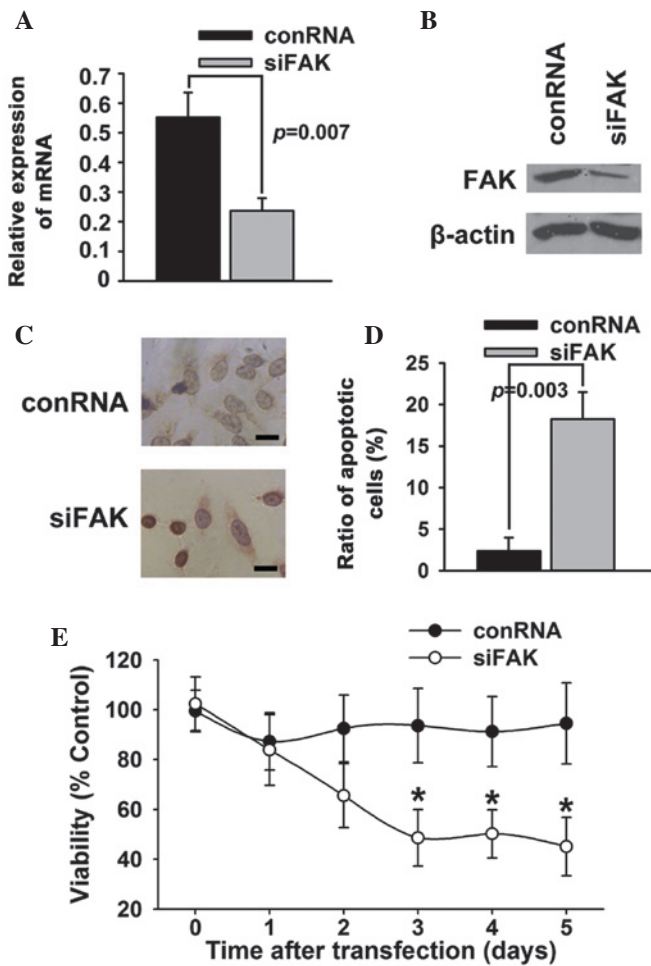 A
conRNA
siFAK
Relative expression
of mRNA
0.7
0.6
0.5
0.4
0.3
0.2
0.1
0
p=0.007
B
conRNA
siFAK
FAK
β-actin
C
conRNA
siFAK
D
conRNA
siFAK
Ratio of apoptotic
cells (%)
25
20
15
10
5
0
p=0.003
E
conRNA
siFAK
Viability (% Control)
120
100
80
60
40
20
*
*
*
0 1 2 3 4 5
Time after transfection (days)